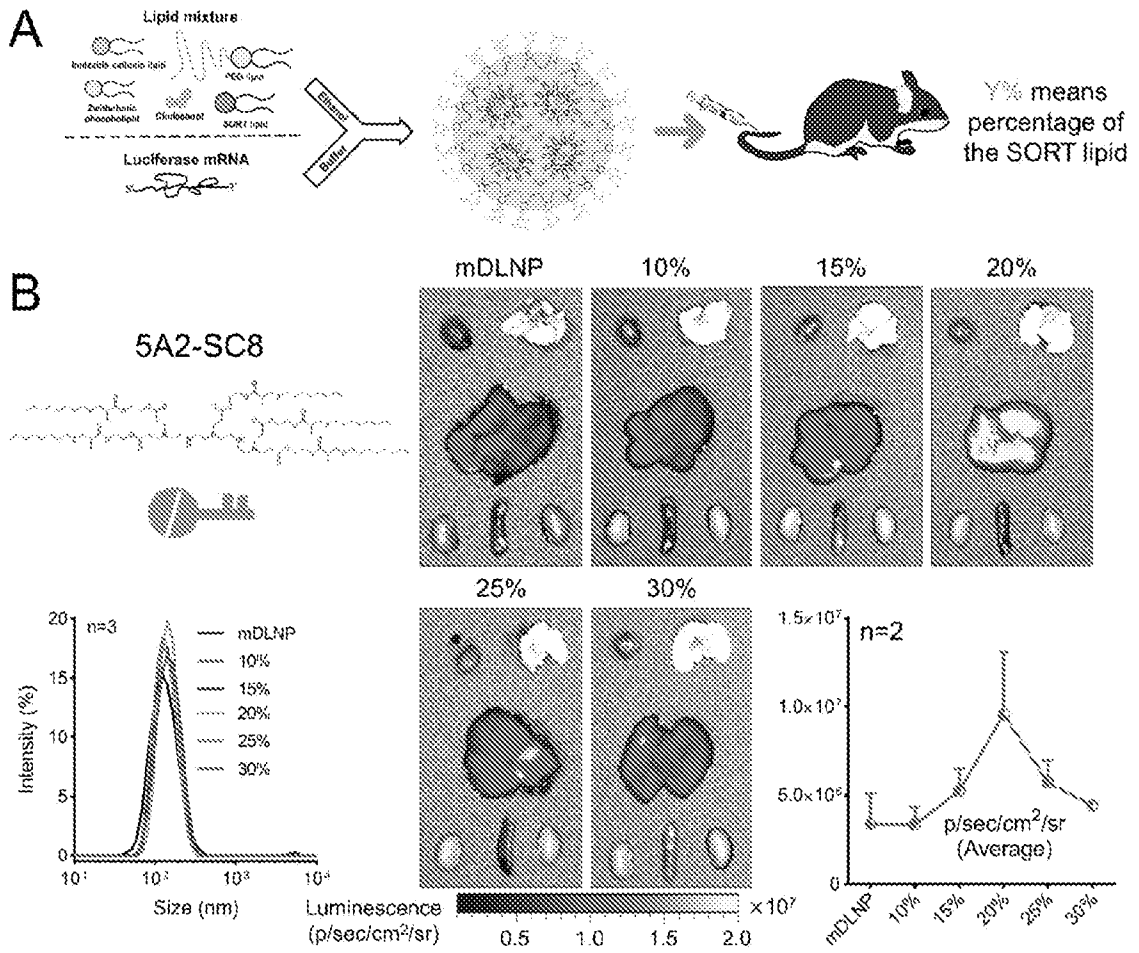 A
Lipid mixture
Ionizable cationic lipid
PEG lipid
Zwitterionic
phospholipid
Cholesterol
SORT lipid
Luciferase mRNA
Ethanol
Buffer
Y% means
percentage of
the SORT lipid
B
5A2-SC8
mDLNP
10%
15%
20%
25%
30%
n=3
mDLNP
10%
15%
20%
25%
30%
Intensity (%)
20
15
10
5
0
10¹
10²
10³
10⁴
Size (nm)
Luminescence
(p/sec/cm²/sr)
0.5
1.0
1.5
2.0
×10⁷
n=2
1.5×10⁷
1.0×10⁷
5.0×10⁶
0
p/sec/cm²/sr
(Average)
mDLNP
10%
15%
20%
25%
30%